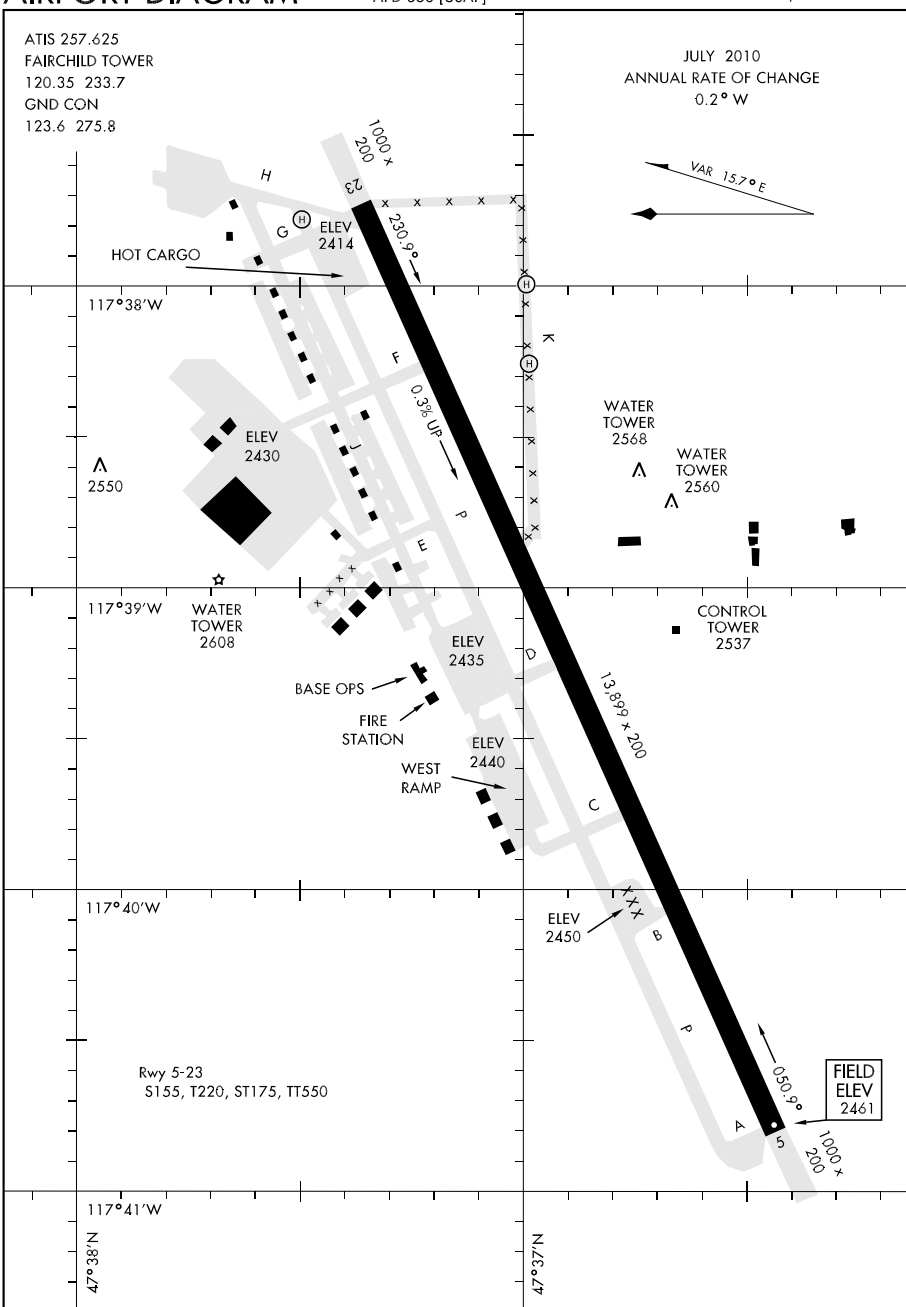 ATIS 257.625
FAIRCHILD TOWER
120.35 233.7
GND CON
123.6 275.8
JULY 2010
ANNUAL RATE OF CHANGE
0.2° W
VAR 15.7° E
1000 x
200
23
H
G
H
ELEV
2414
230.9°
HOT CARGO
H
117°38'W
K
H
F
0.3% UP
WATER
TOWER
2568
WATER
TOWER
2560
ELEV
2430
J
2550
P
E
117°39'W
WATER
TOWER
2608
CONTROL
TOWER
2537
ELEV
2435
D
BASE OPS
FIRE
STATION
13,899 x 200
ELEV
2440
WEST
RAMP
C
117°40'W
ELEV
2450
B
P
Rwy 5-23
S155, T220, ST175, TT550
050.9°
FIELD
ELEV
2461
A
5
1000 x
200
117°41'W
47°38'N
47°37'N